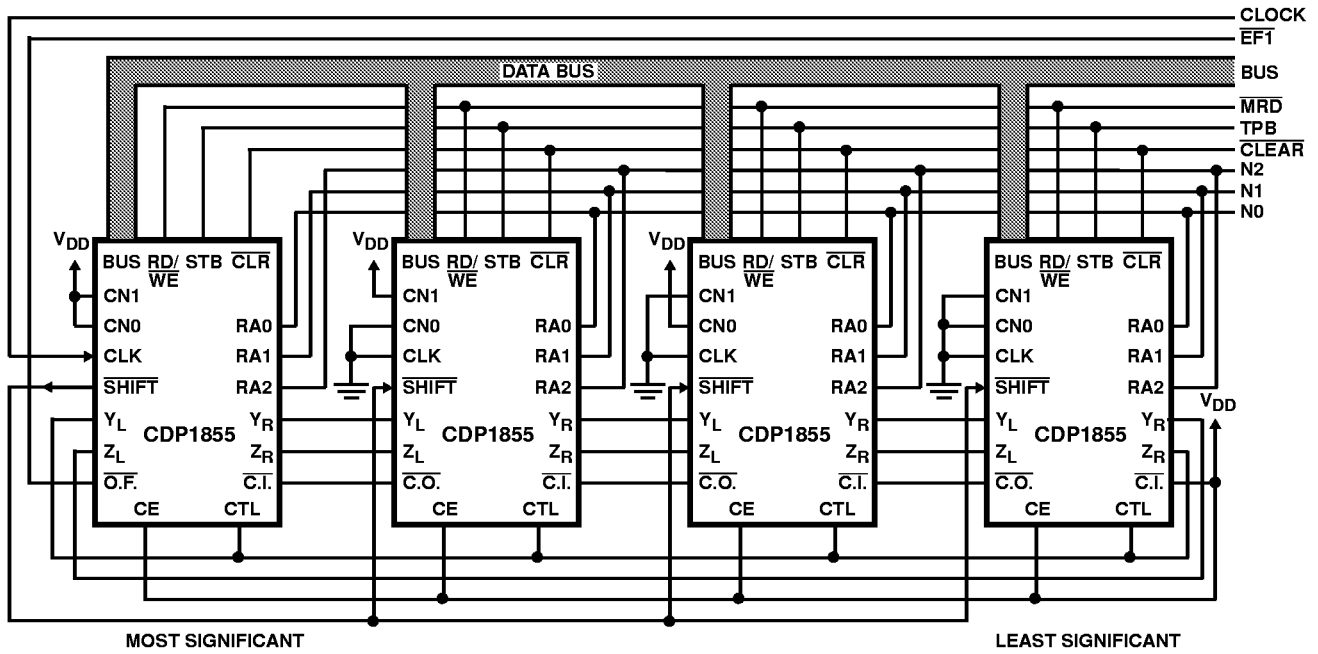 CLOCK
EF1
DATA BUS
BUS
MRD
TPB
CLEAR
N2
N1
N0
VDD
BUS RD/WE STB CLR
CN1
CN0
RA0
CLK
RA1
SHIFT
RA2
YL
YR
CDP1855
ZL
ZR
O.F.
C.I.
CE
CTL
VDD
BUS RD/WE STB CLR
CN1
CN0
RA0
CLK
RA1
SHIFT
RA2
YL
YR
CDP1855
ZL
ZR
C.O.
C.I.
CE
CTL
VDD
BUS RD/WE STB CLR
CN1
CN0
RA0
CLK
RA1
SHIFT
RA2
YL
YR
CDP1855
ZL
ZR
C.O.
C.I.
CE
CTL
BUS RD/WE STB CLR
CN1
CN0
RA0
CLK
RA1
SHIFT
RA2
VDD
YL
YR
CDP1855
ZL
ZR
C.O.
C.I.
CE
CTL
MOST SIGNIFICANT
LEAST SIGNIFICANT